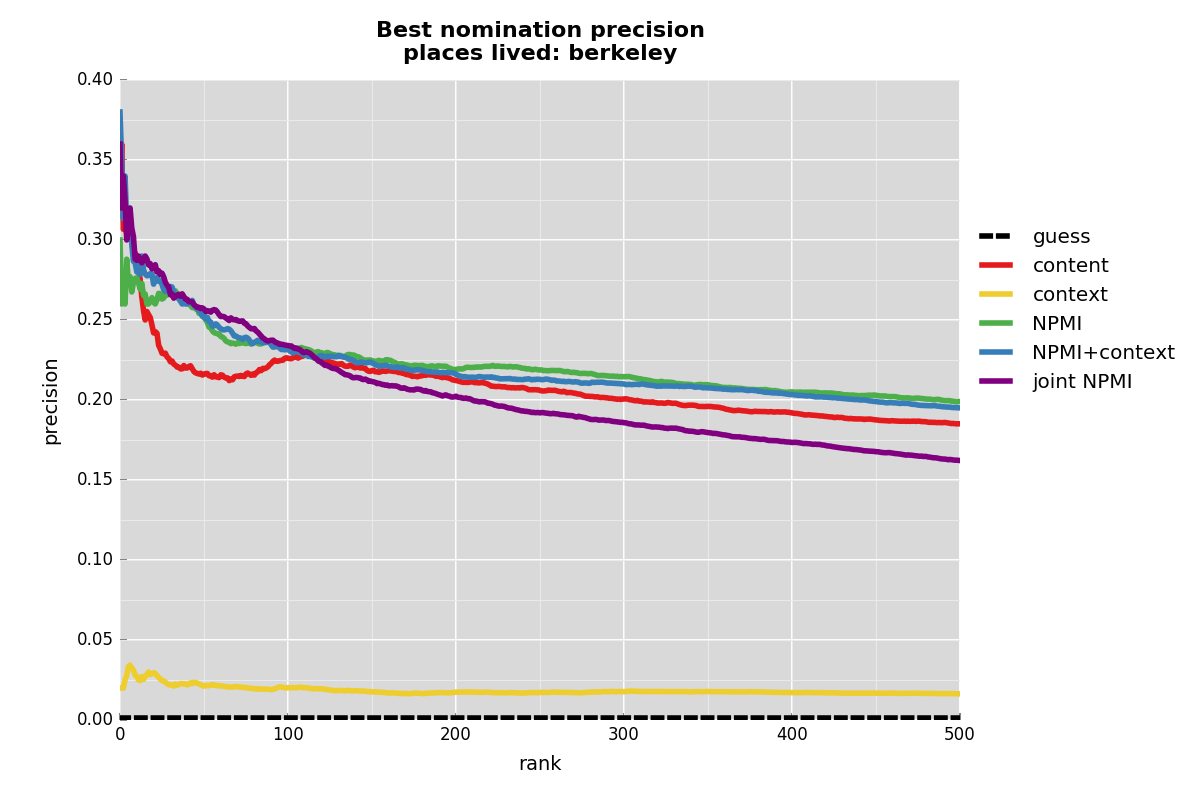 Best nomination precision
places lived: berkeley
0.40
0.35
0.30
0.25
0.20
0.15
0.10
0.05
0.00
precision
0
100
200
300
400
500
rank
guess
content
context
NPMI
NPMI+context
joint NPMI